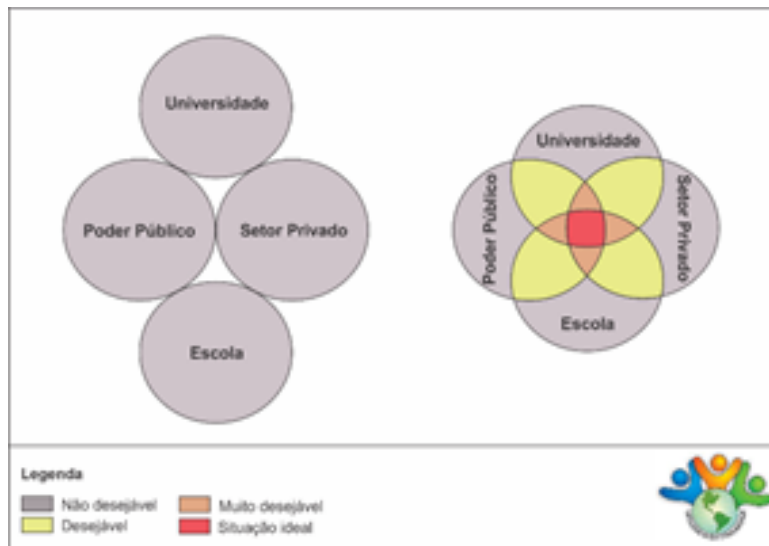 Universidade
Poder Público
Setor Privado
Escola
Universidade
Poder Público
Setor Privado
Escola
Legenda
Não desejável
Muito desejável
Desejável
Situação ideal